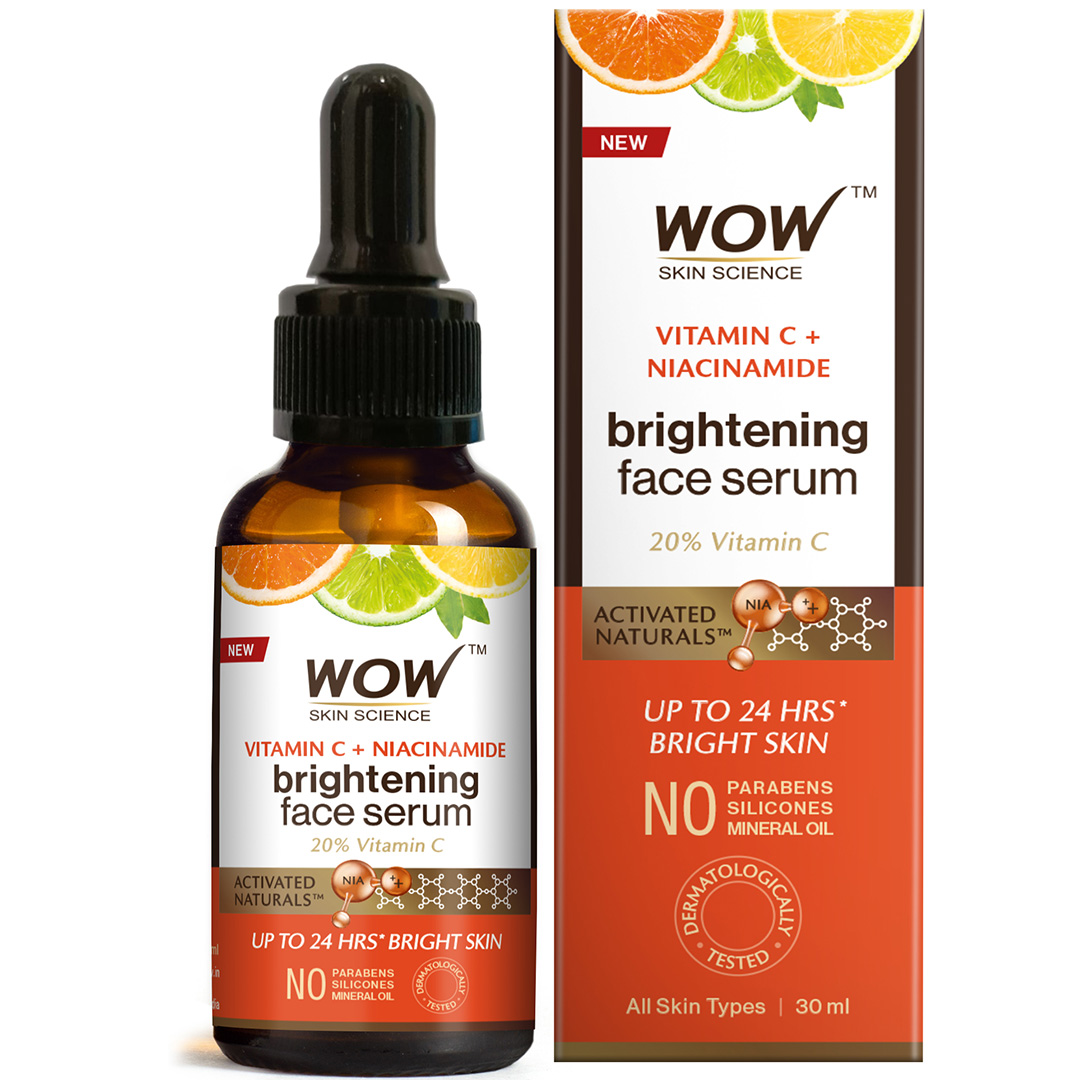 NEW
WOW™
SKIN SCIENCE
VITAMIN C + NIACINAMIDE
brightening
face serum
20% Vitamin C
ACTIVATED
NATURALS™
NIA
++
UP TO 24 HRS* BRIGHT SKIN
NO
PARABENS
SILICONES
MINERAL OIL
DERMATOLOGICALLY
• TESTED •
ml
.in
NEW
WOW™
SKIN SCIENCE
VITAMIN C +
NIACINAMIDE
brightening
face serum
20% Vitamin C
ACTIVATED
NATURALS™
NIA
++
UP TO 24 HRS*
BRIGHT SKIN
NO
PARABENS
SILICONES
MINERAL OIL
DERMATOLOGICALLY
• TESTED •
All Skin Types | 30 ml